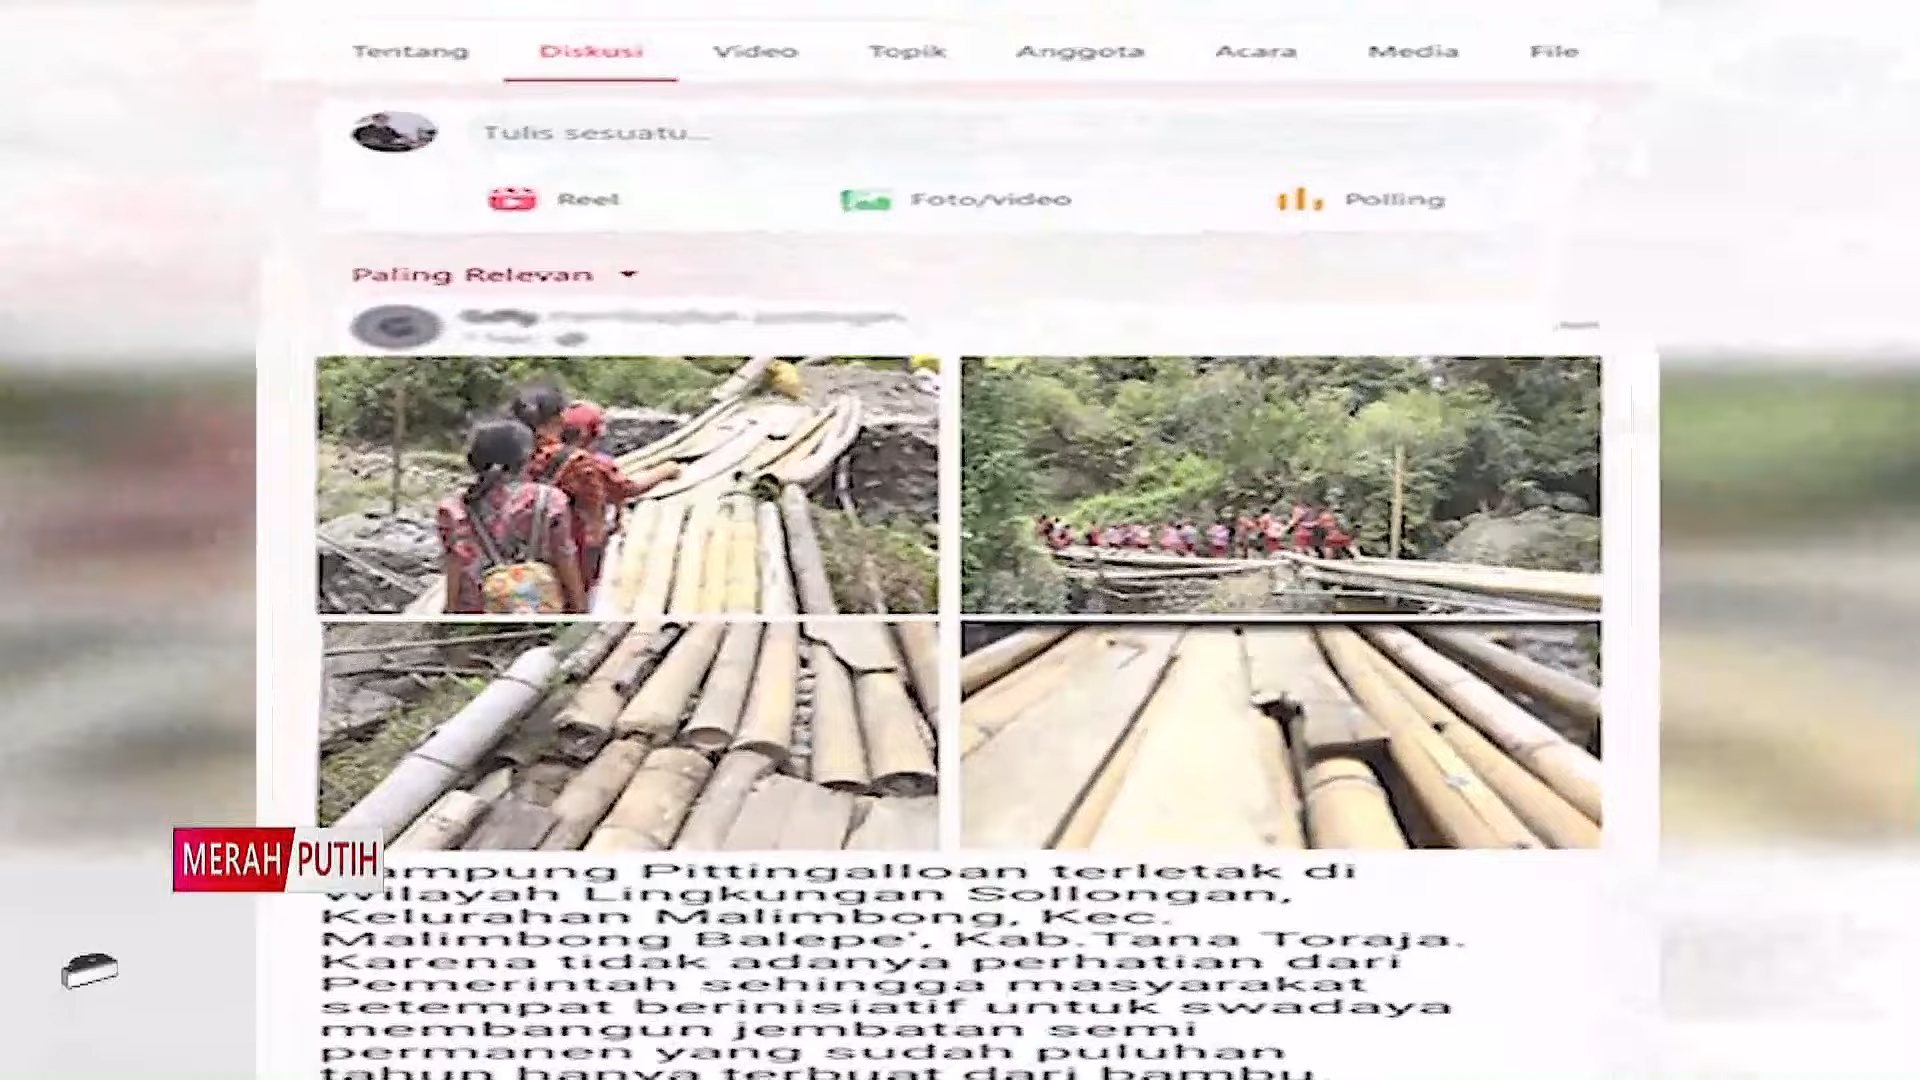 Tentang Diskusi Video Topik Anggota Acara Media File
Tulis sesuatu...
Reel Foto/video Polling
Paling Relevan
MERAH PUTIH
ampung Pittingalloan terletak di
Wilayah Lingkungan Sollongan,
Kelurahan Malimbong, Kec.
Malimbong Balepe', Kab.Tana Toraja.
Karena tidak adanya perhatian dari
Pemerintah sehingga masyarakat
setempat berinisiatif untuk swadaya
membangun jembatan semi
permanen yang sudah puluhan
tahun hanya terbuat dari bambu.